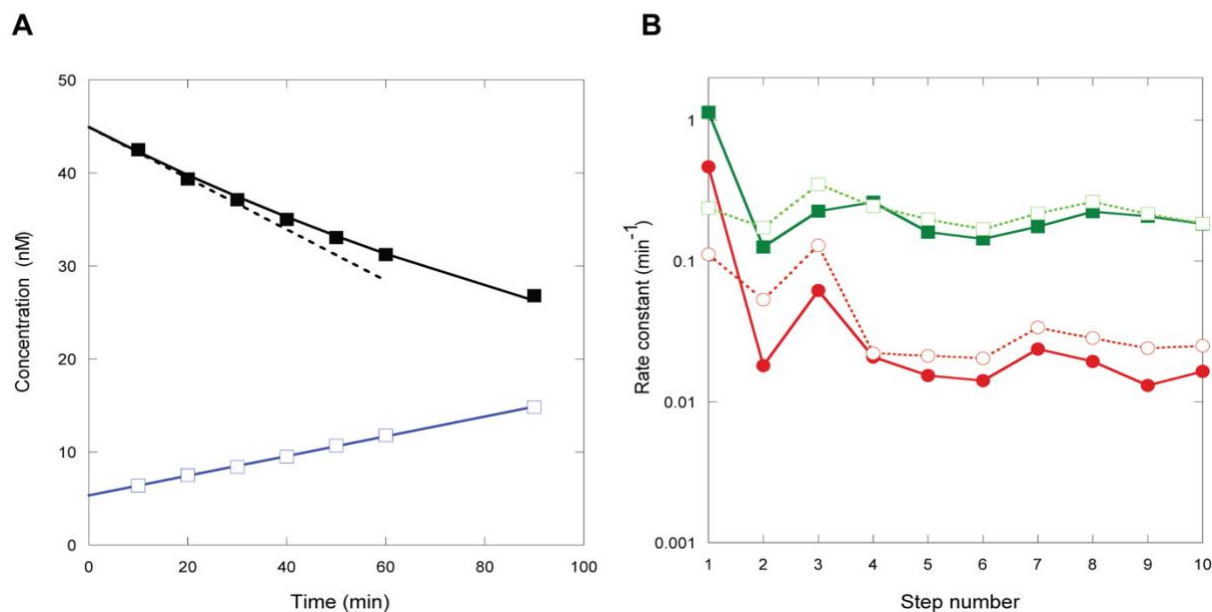 A
B
50
40
30
20
10
0
Concentration (nM)
0 20 40 60 80 100
Time (min)
1
0.1
0.01
0.001
Rate constant (min⁻¹)
1 2 3 4 5 6 7 8 9 10
Step number